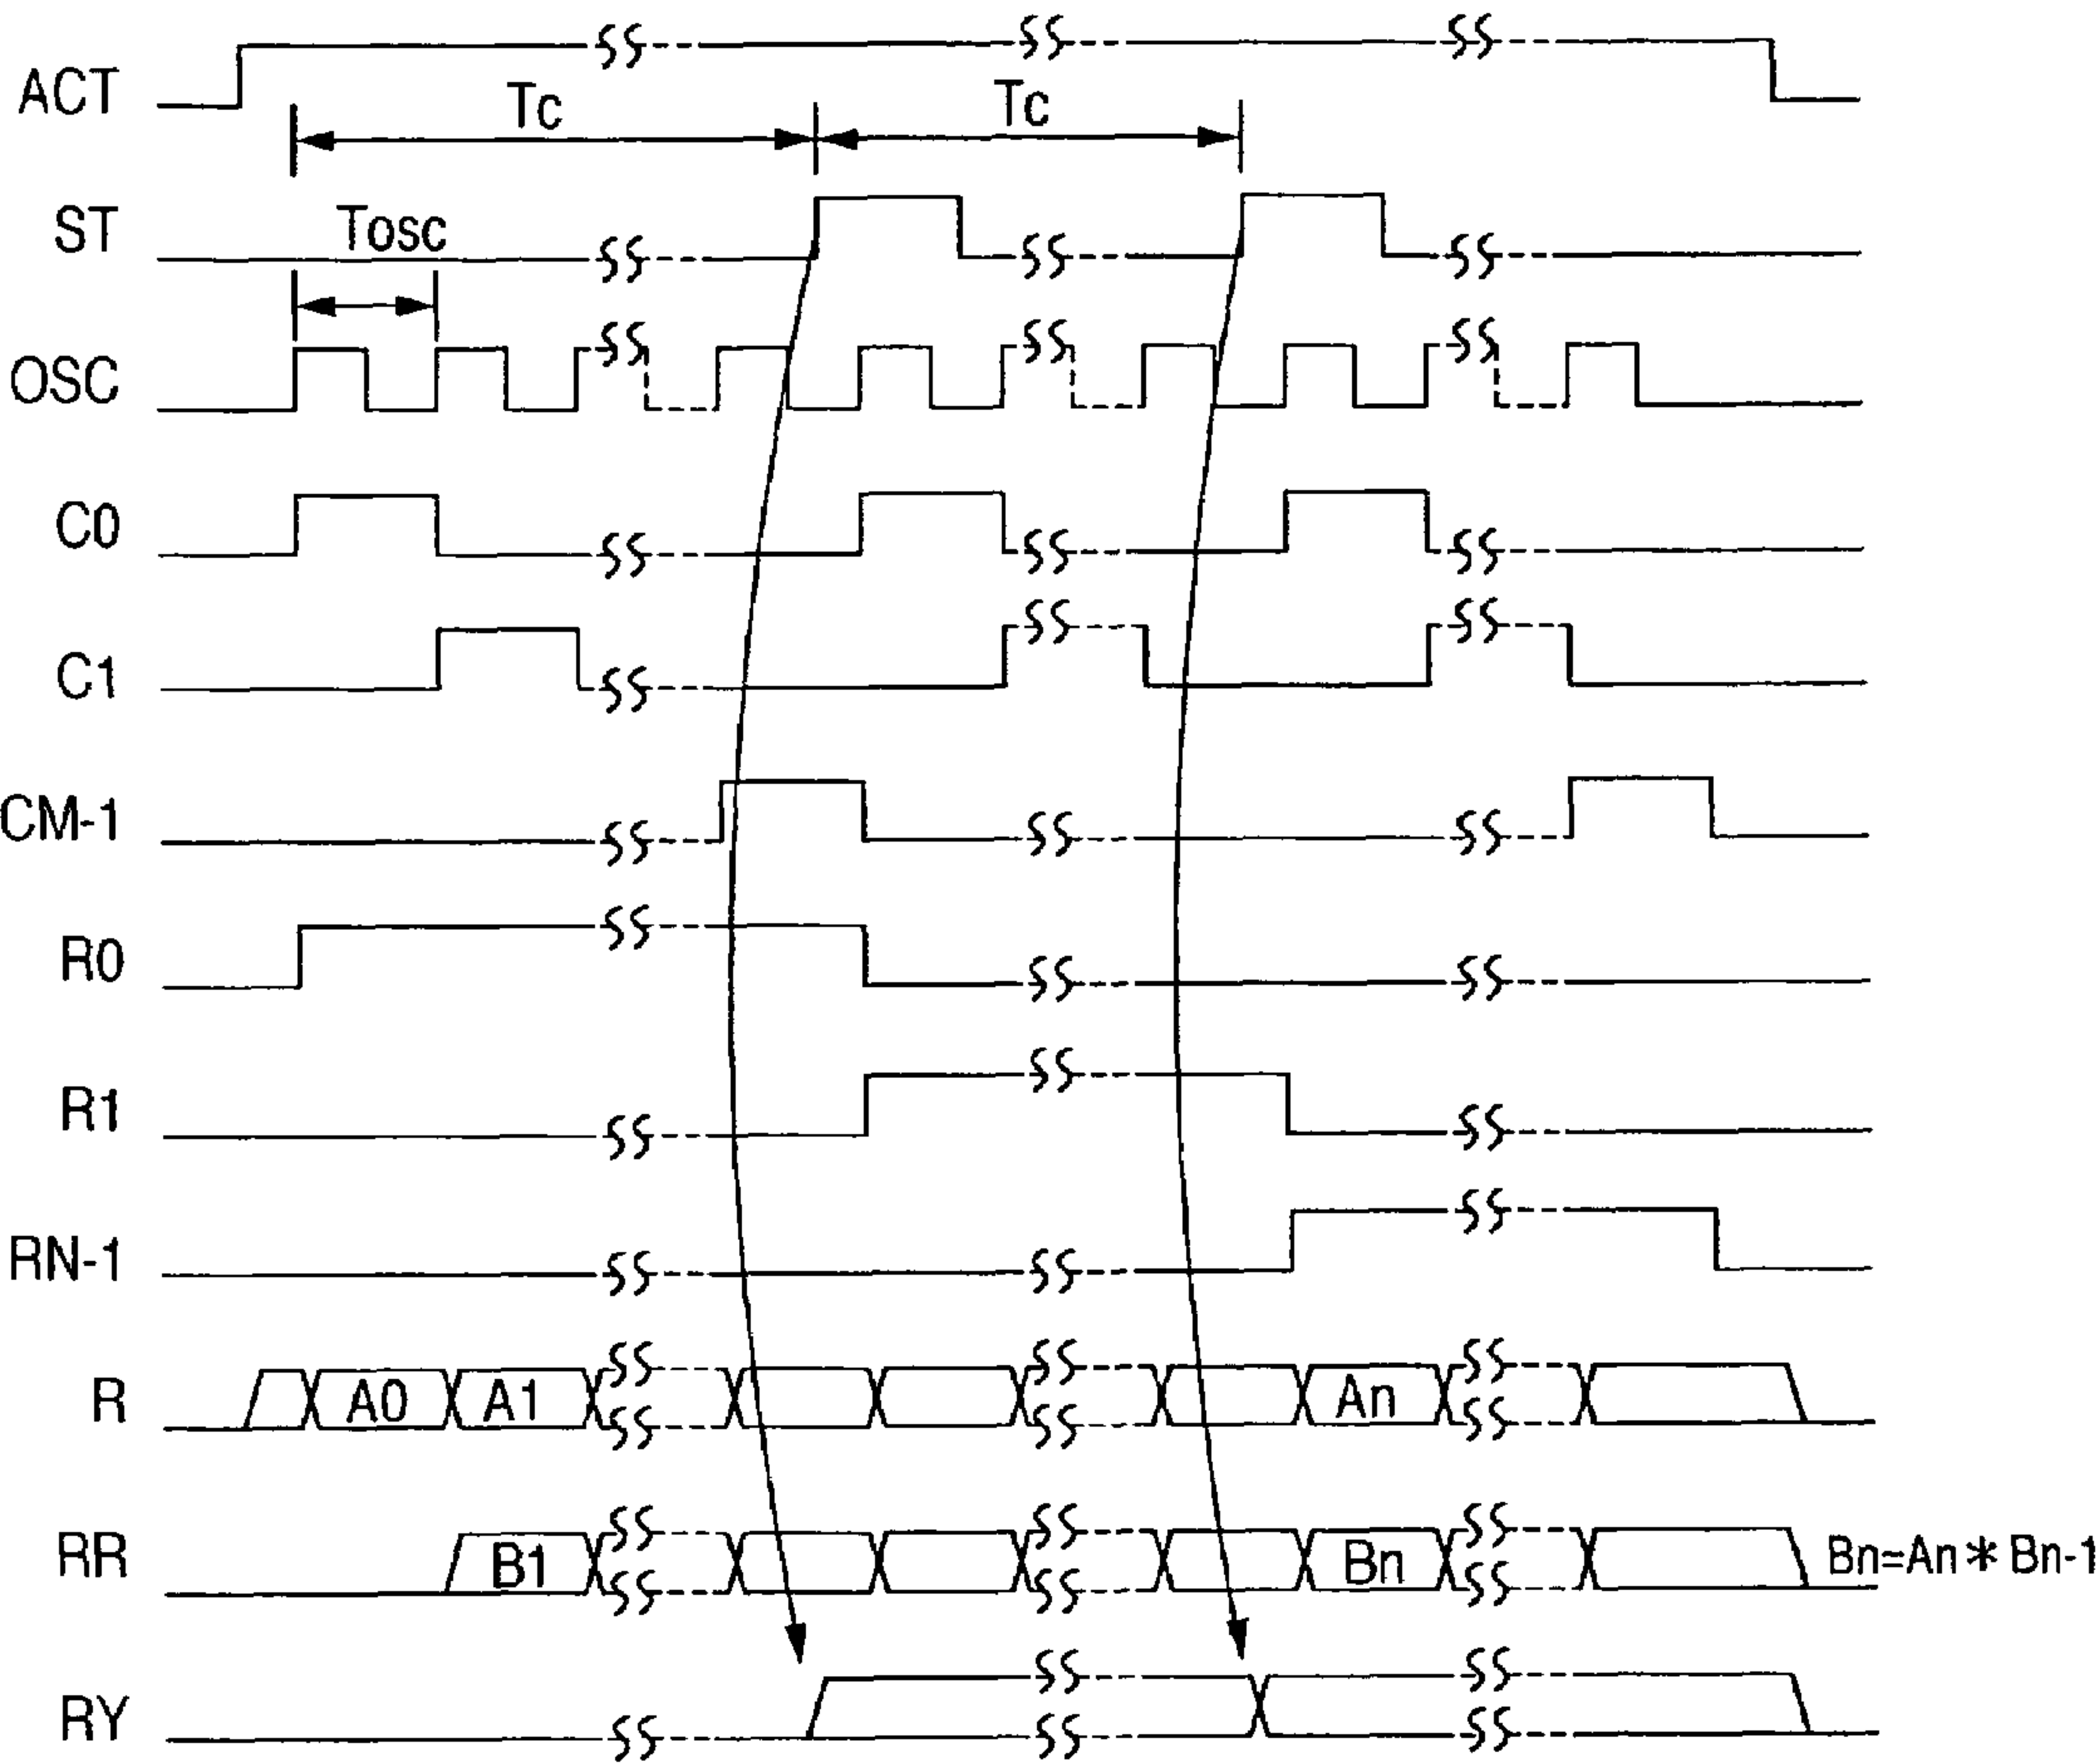 ACT
Tc Tc
ST
Tosc
OSC
C0
C1
CM-1
R0
R1
RN-1
R A0 A1 An
RR B1 Bn Bn=An*Bn-1
RY